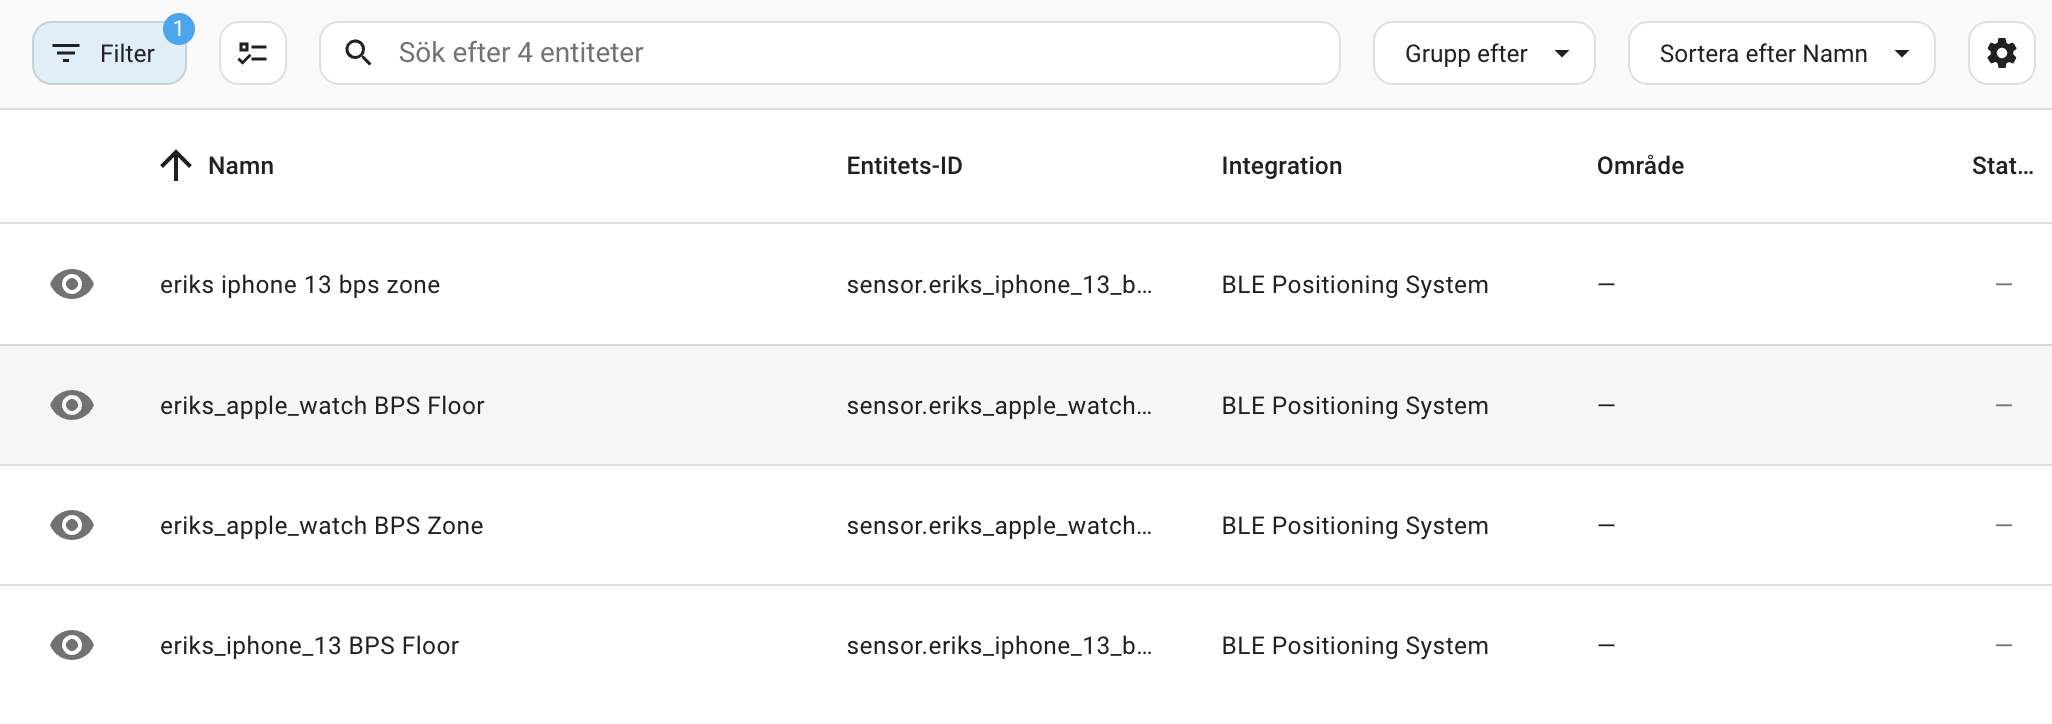 Filter 1 Sök efter 4 entiteter Grupp efter Sortera efter Namn
Namn Entitets-ID Integration Område Stat...
eriks iphone 13 bps zone sensor.eriks_iphone_13_b... BLE Positioning System — —
eriks_apple_watch BPS Floor sensor.eriks_apple_watch... BLE Positioning System — —
eriks_apple_watch BPS Zone sensor.eriks_apple_watch... BLE Positioning System — —
eriks_iphone_13 BPS Floor sensor.eriks_iphone_13_b... BLE Positioning System — —